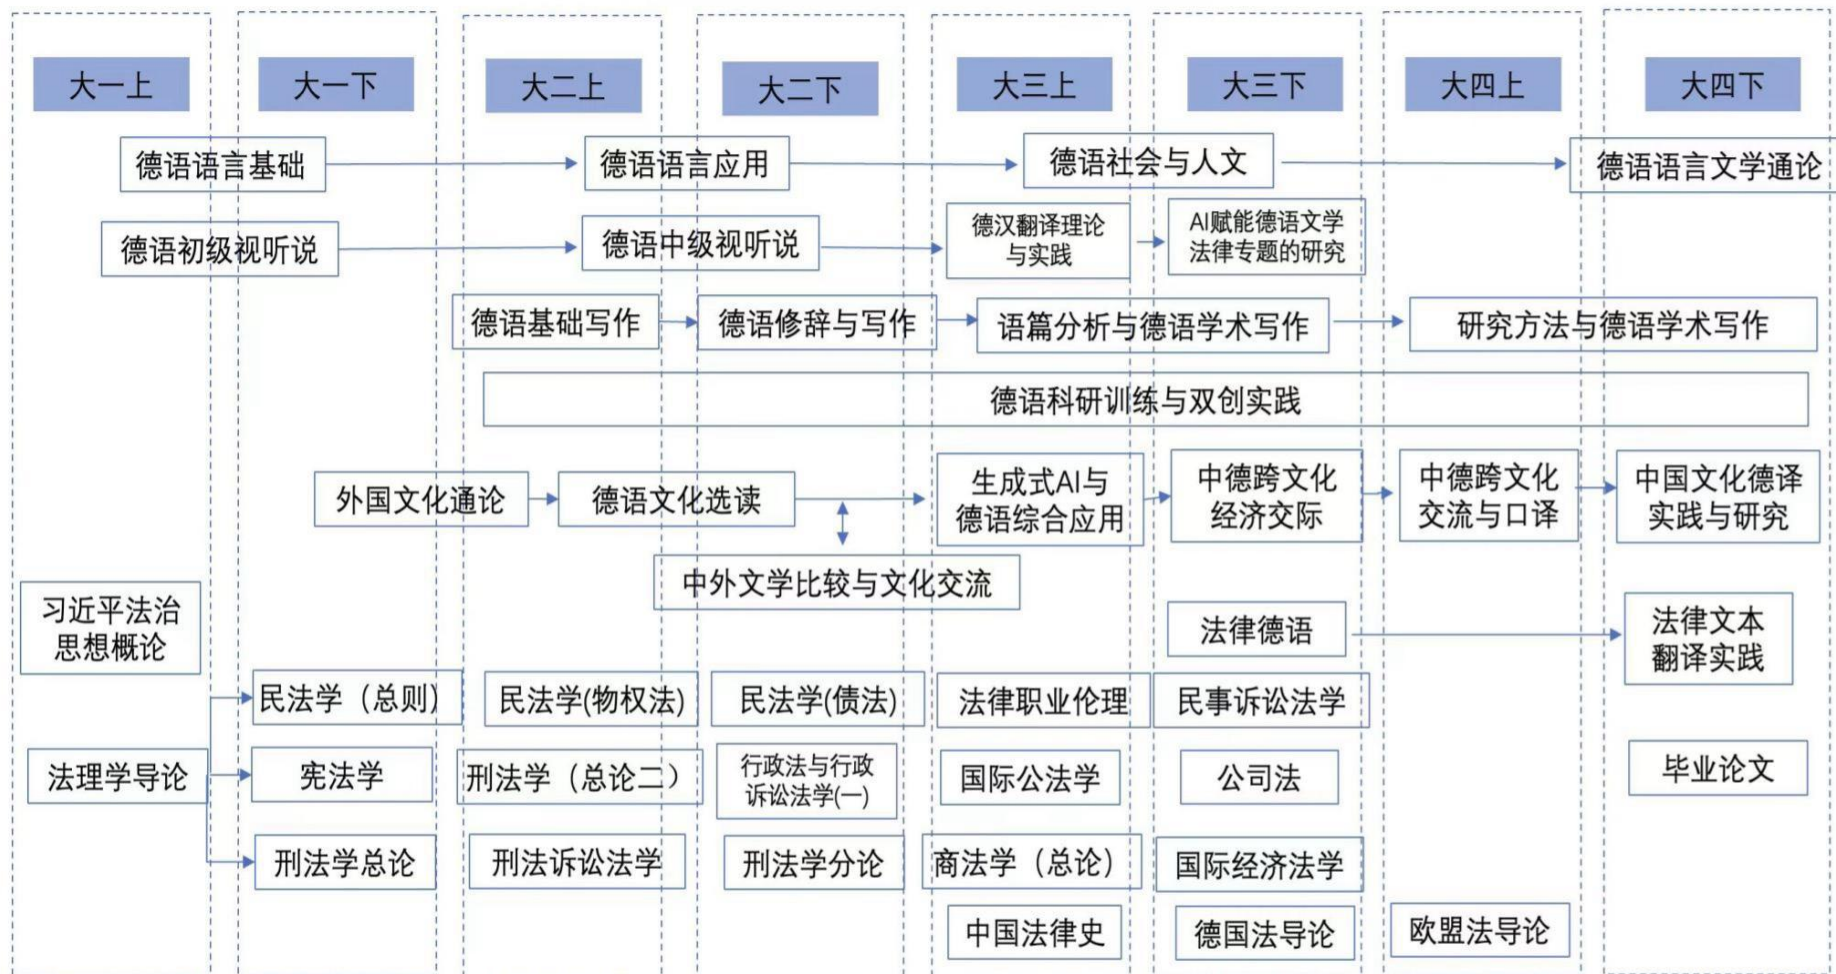 大一上
大一下
大二上
大二下
大三上
大三下
大四上
大四下
德语语言基础
德语语言应用
德语社会与人文
德语语言文学通论
德语初级视听说
德语中级视听说
德汉翻译理论
与实践
AI赋能德语文学
法律专题的研究
德语基础写作
德语修辞与写作
语篇分析与德语学术写作
研究方法与德语学术写作
德语科研训练与双创实践
外国文化通论
德语文化选读
生成式AI与
德语综合应用
中德跨文化
经济交际
中德跨文化
交流与口译
中国文化德译
实践与研究
中外文学比较与文化交流
习近平法治
思想概论
法律德语
法律文本
翻译实践
民法学（总则）
民法学(物权法)
民法学(债法)
法律职业伦理
民事诉讼法学
法理学导论
宪法学
刑法学（总论二）
行政法与行政
诉讼法学(一)
国际公法学
公司法
毕业论文
刑法学总论
刑法诉讼法学
刑法学分论
商法学（总论）
国际经济法学
中国法律史
德国法导论
欧盟法导论